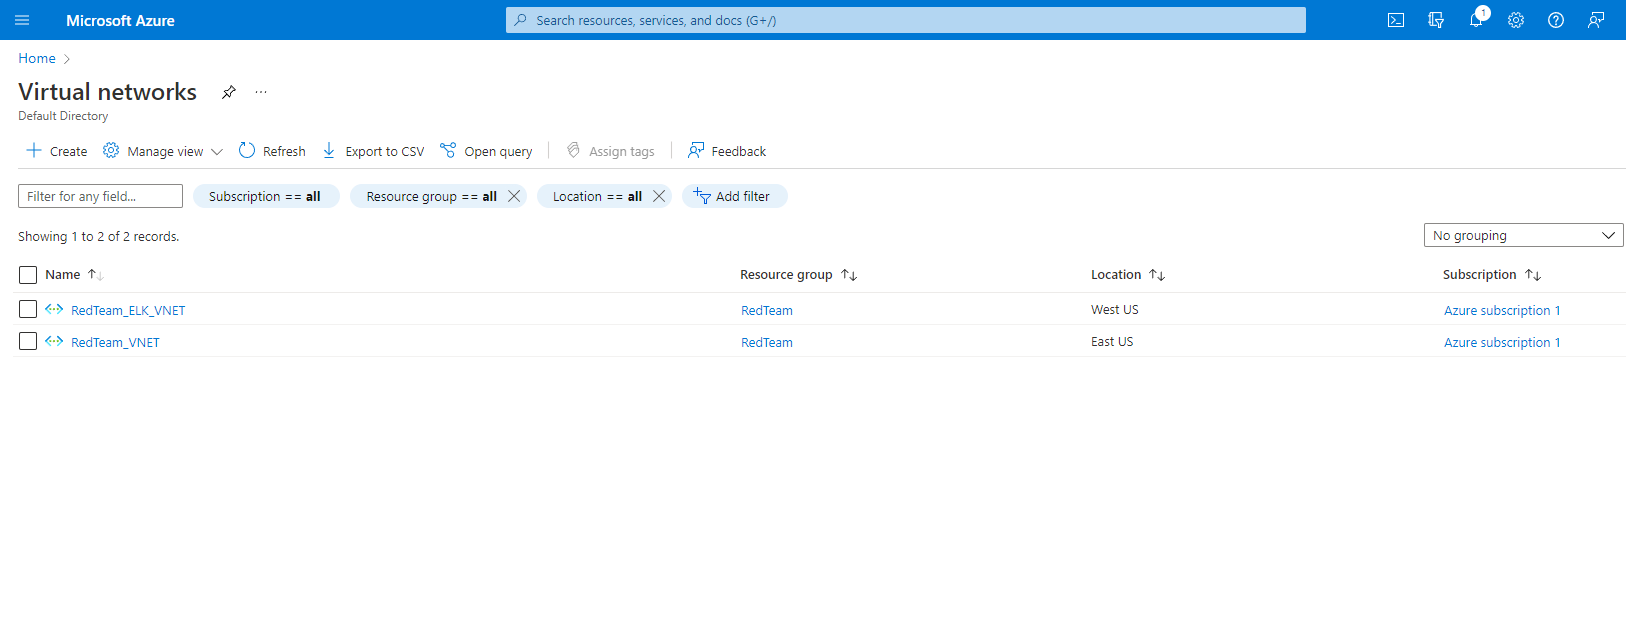 Microsoft Azure Search resources, services, and docs (G+/) 1
Home
Virtual networks ...
Default Directory
Create Manage view Refresh Export to CSV Open query Assign tags Feedback
Filter for any field... Subscription == all Resource group == all Location == all Add filter
Showing 1 to 2 of 2 records. No grouping
Name Resource group Location Subscription
RedTeam_ELK_VNET RedTeam West US Azure subscription 1
RedTeam_VNET RedTeam East US Azure subscription 1